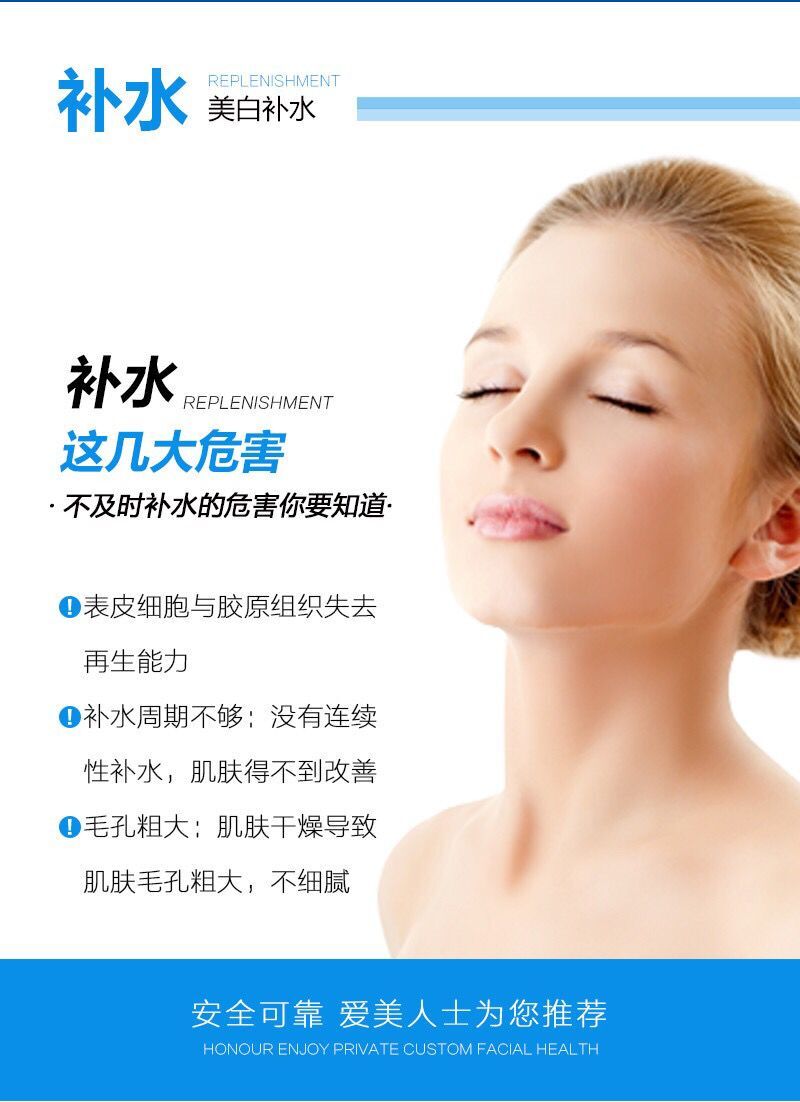 补水
REPLENISHMENT
美白补水
补水 REPLENISHMENT
这几大危害
·不及时补水的危害你要知道·
!表皮细胞与胶原组织失去
再生能力
!补水周期不够；没有连续
性补水，肌肤得不到改善
!毛孔粗大；肌肤干燥导致
肌肤毛孔粗大，不细腻
安全可靠 爱美人士为您推荐
HONOUR ENJOY PRIVATE CUSTOM FACIAL HEALTH